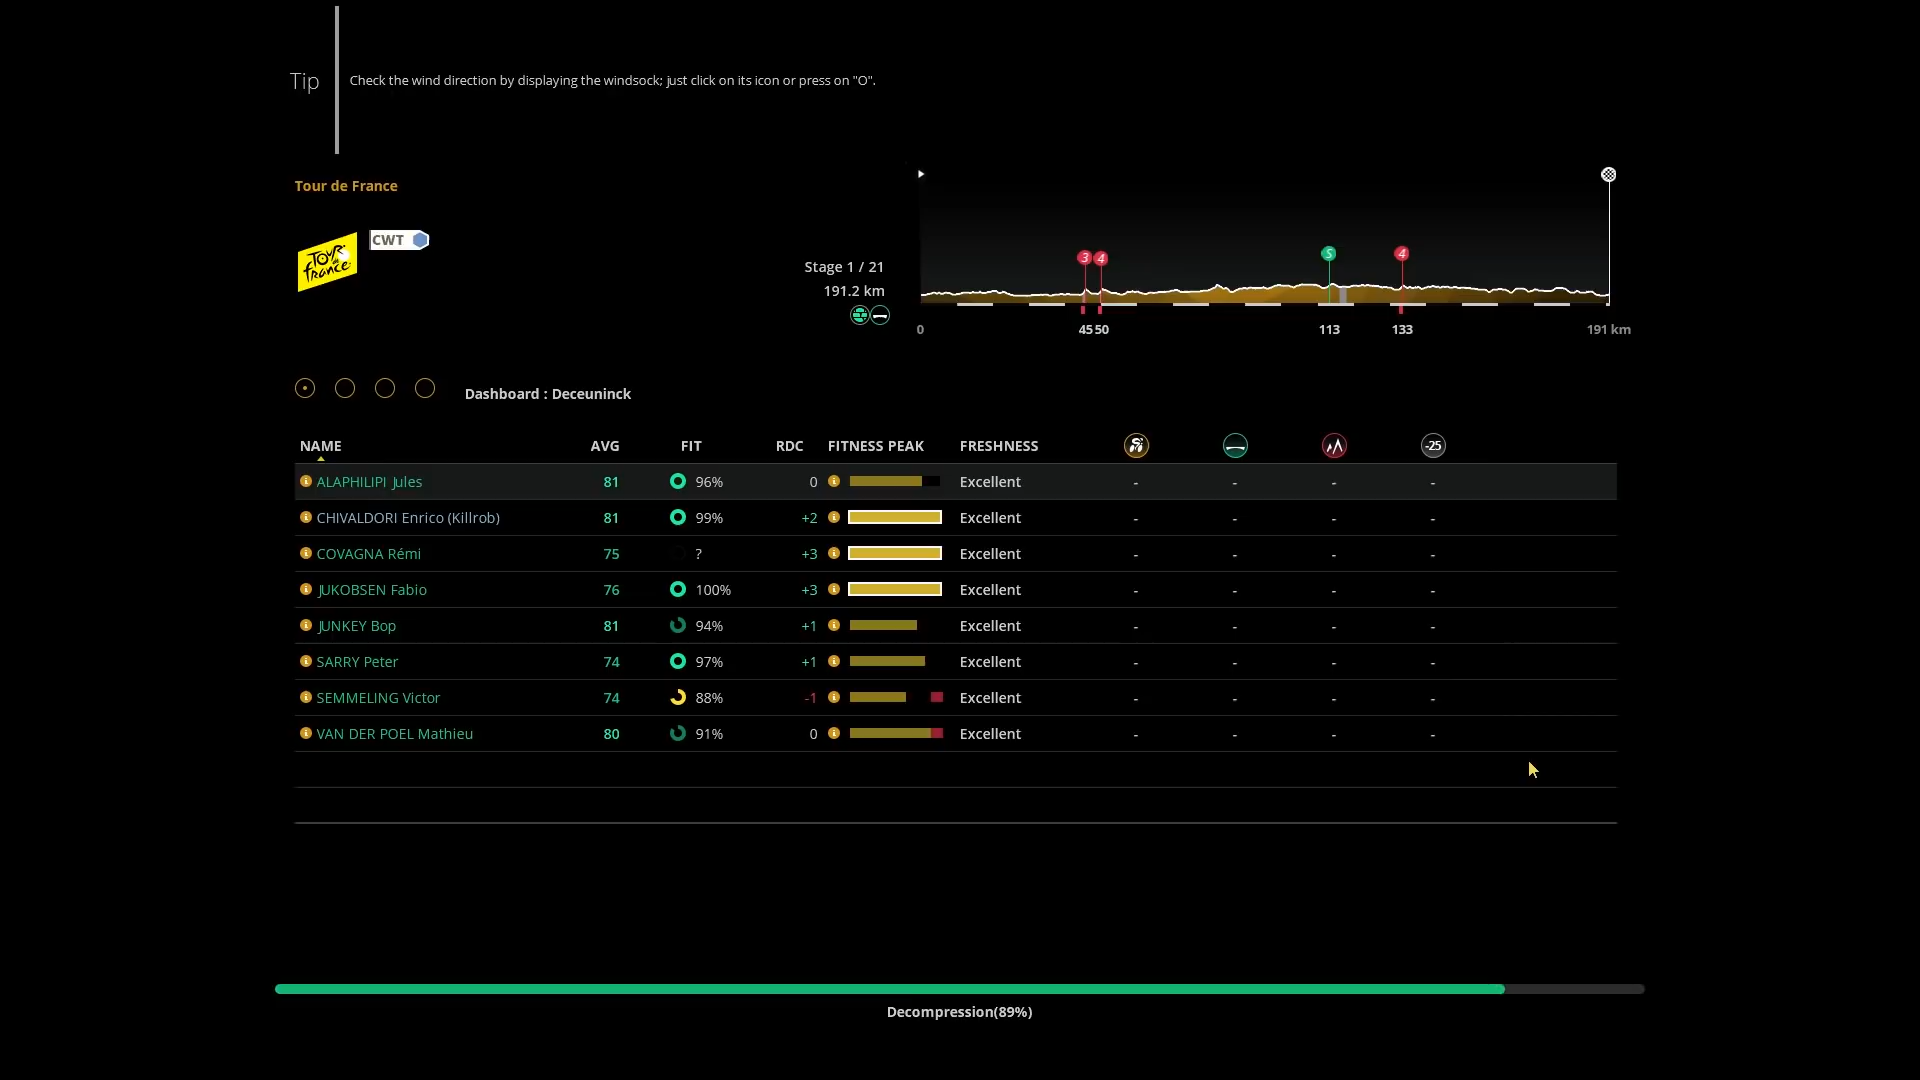 Tip
Check the wind direction by displaying the windsock; just click on its icon or press on "O".
Tour de France
TOUR de france
CWT
Stage 1 / 21
191.2 km
3 4 S 4
0 45 50 113 133 191 km
Dashboard : Deceuninck
NAME AVG FIT RDC FITNESS PEAK FRESHNESS -25
ALAPHILIPI Jules 81 96% 0 Excellent - - - -
CHIVALDORI Enrico (Killrob) 81 99% +2 Excellent - - - -
COVAGNA Rémi 75 ? +3 Excellent - - - -
JUKOBSEN Fabio 76 100% +3 Excellent - - - -
JUNKEY Bop 81 94% +1 Excellent - - - -
SARRY Peter 74 97% +1 Excellent - - - -
SEMMELING Victor 74 88% -1 Excellent - - - -
VAN DER POEL Mathieu 80 91% 0 Excellent - - - -
Decompression(89%)